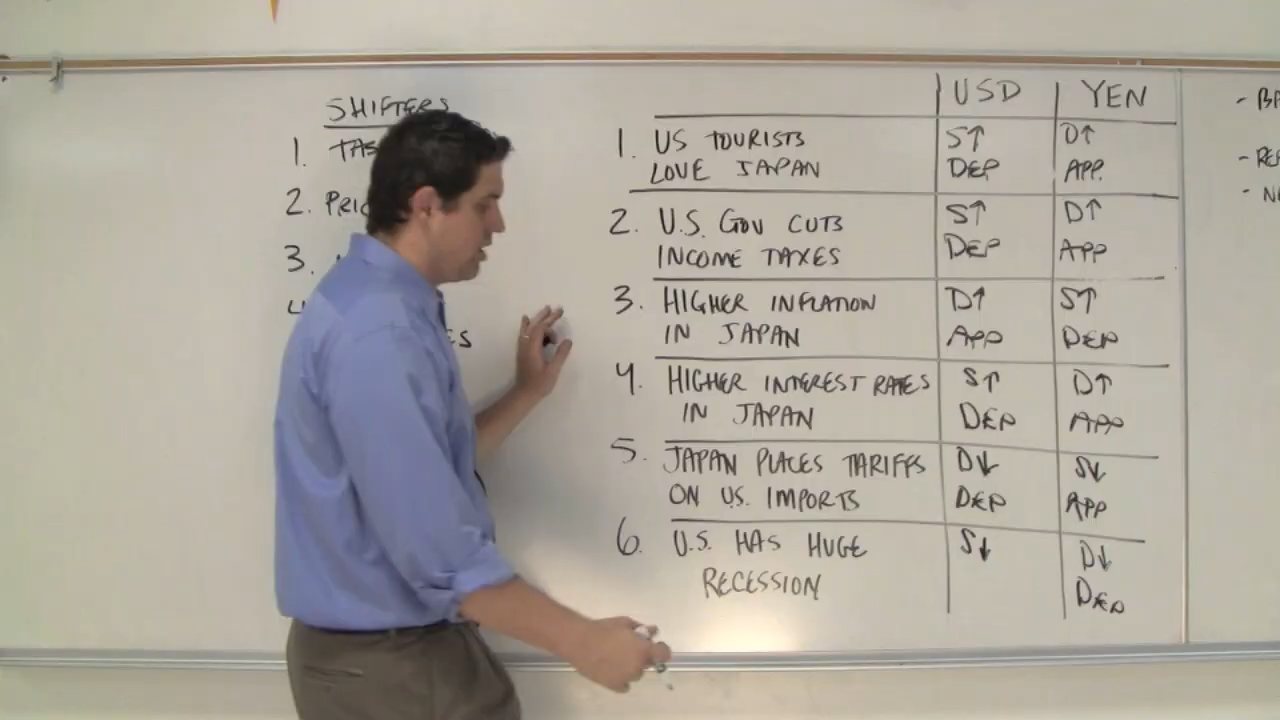 SHIFTERS
1.
2.
3.
USD YEN
1. US TOURISTS S↑ D↑
LOVE JAPAN DEP APP.
2. U.S. GOV CUTS S↑ D↑
INCOME TAXES DEP APP
3. HIGHER INFLATION D↑ S↑
IN JAPAN APP DEP
4. HIGHER INTEREST RATES S↑ D↑
IN JAPAN DEP APP
5. JAPAN PLACES TARIFFS D↓ S↓
ON U.S. IMPORTS DEP APP
6. U.S. HAS HUGE S↓ D↓
RECESSION DEP